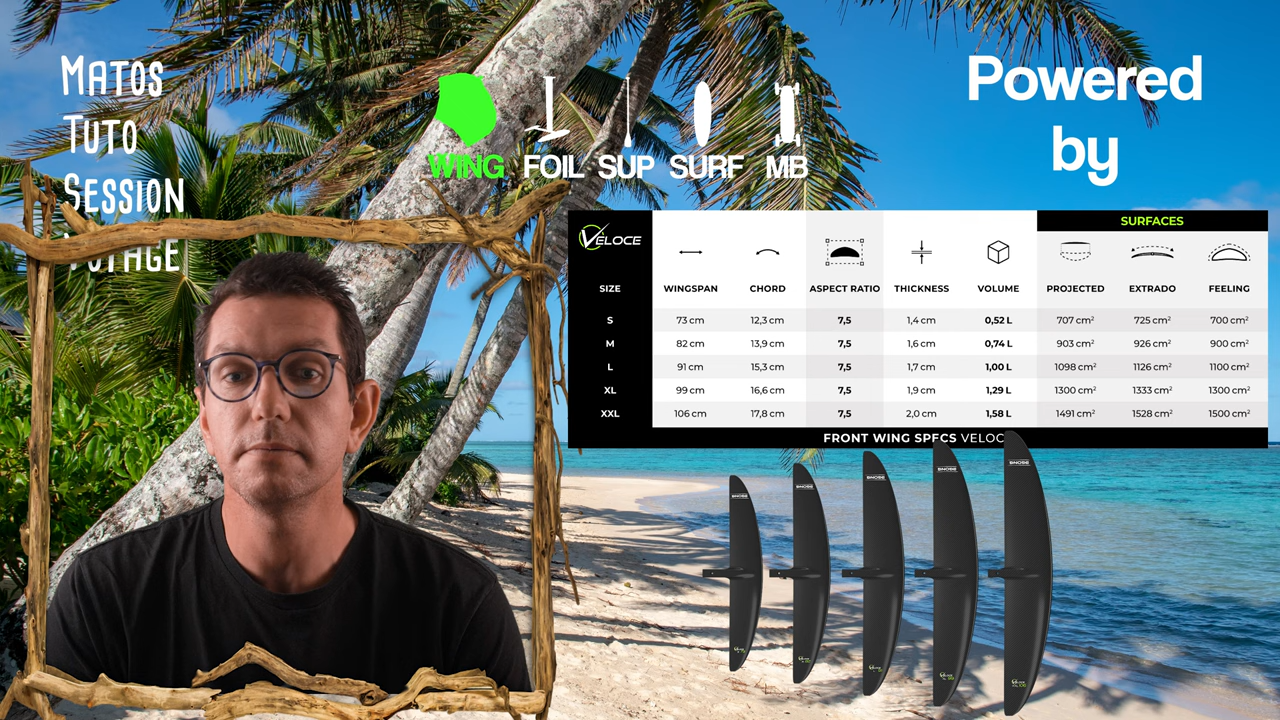 MATOS
TUTO
SESSION
VOYAGE
WING FOIL SUP SURF MB
Powered
by
VELOCE
SURFACES
SIZE WINGSPAN CHORD ASPECT RATIO THICKNESS VOLUME PROJECTED EXTRADO FEELING
S 73 cm 12,3 cm 7,5 1,4 cm 0,52 L 707 cm² 725 cm² 700 cm²
M 82 cm 13,9 cm 7,5 1,6 cm 0,74 L 903 cm² 926 cm² 900 cm²
L 91 cm 15,3 cm 7,5 1,7 cm 1,00 L 1098 cm² 1126 cm² 1100 cm²
XL 99 cm 16,6 cm 7,5 1,9 cm 1,29 L 1300 cm² 1333 cm² 1300 cm²
XXL 106 cm 17,8 cm 7,5 2,0 cm 1,58 L 1491 cm² 1528 cm² 1500 cm²
FRONT WING SPECS VELOC